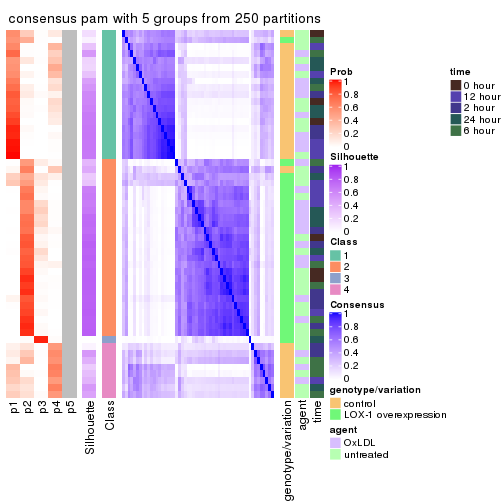 consensus pam with 5 groups from 250 partitions
Prob
1
0.8
0.6
0.4
0.2
0
Silhouette
1
0.8
0.6
0.4
0.2
0
Class
1
2
3
4
Consensus
1
0.8
0.6
0.4
0.2
0
genotype/variation
control
LOX-1 overexpression
agent
OxLDL
untreated
time
0 hour
12 hour
2 hour
24 hour
6 hour
p1
p2
p3
p4
p5
Silhouette
Class
genotype/variation
agent
time